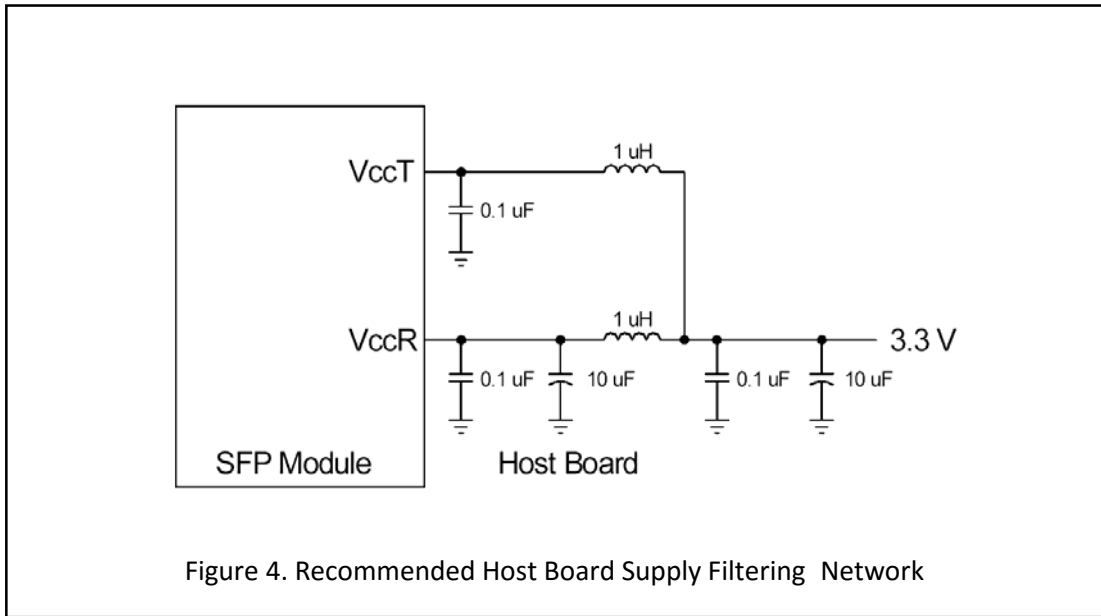 1 uH
VccT
0.1 uF
1 uH
VccR
3.3 V
0.1 uF
10 uF
0.1 uF
10 uF
SFP Module
Host Board
Figure 4. Recommended Host Board Supply Filtering Network